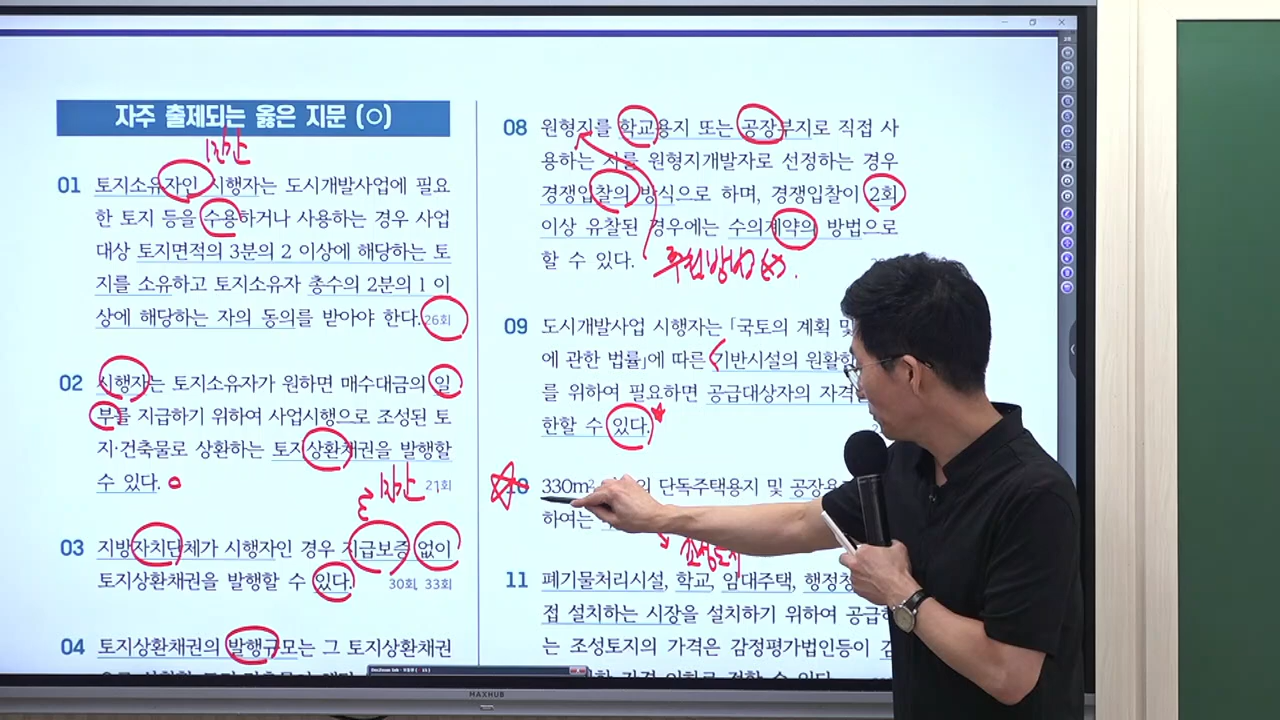 자주 출제되는 옳은 지문 (○)
민간
01 토지소유자인 시행자는 도시개발사업에 필요
한 토지 등을 수용하거나 사용하는 경우 사업
대상 토지면적의 3분의 2 이상에 해당하는 토
지를 소유하고 토지소유자 총수의 2분의 1 이
상에 해당하는 자의 동의를 받아야 한다. 26회
02 시행자는 토지소유자가 원하면 매수대금의 일
부를 지급하기 위하여 사업시행으로 조성된 토
지·건축물로 상환하는 토지상환채권을 발행할
수 있다. 21회
민간
03 지방자치단체가 시행자인 경우 지급보증 없이
토지상환채권을 발행할 수 있다. 30회, 33회
04 토지상환채권의 발행규모는 그 토지상환채권
08 원형지를 학교용지 또는 공장부지로 직접 사
용하는 자를 원형지개발자로 선정하는 경우
경쟁입찰의 방식으로 하며, 경쟁입찰이 2회
이상 유찰된 경우에는 수의계약의 방법으로
할 수 있다.
추첨방법 (x).
09 도시개발사업 시행자는 「국토의 계획 및
에 관한 법률」에 따른 기반시설의 원활한
를 위하여 필요하면 공급대상자의 자격을
한할 수 있다.
10 330m² 의 단독주택용지 및 공장용
하여는
조성토지
11 폐기물처리시설, 학교, 임대주택, 행정청
접 설치하는 시장을 설치하기 위하여 공급하
는 조성토지의 가격은 감정평가법인등이 감
한 가격 이하로 정할 수 있다.
MAXHUB